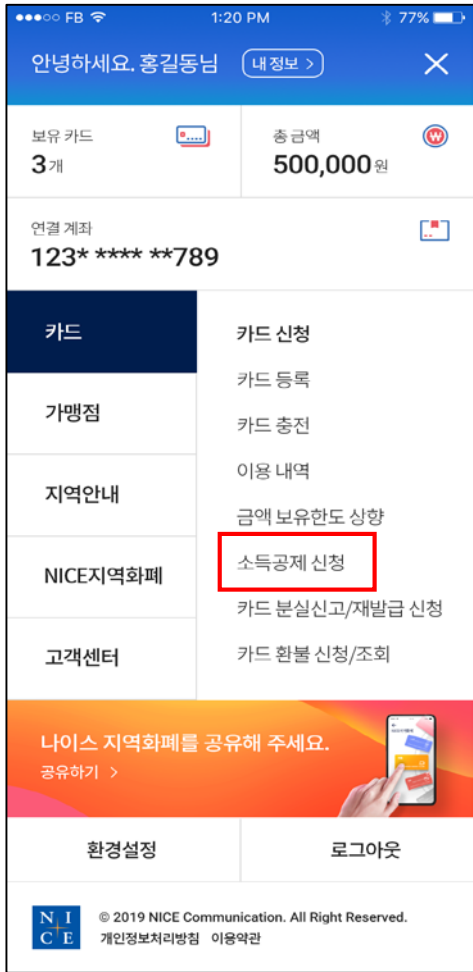 FB 1:20 PM 77%
안녕하세요. 홍길동님 내 정보 >
보유 카드
3개
총 금액
500,000 원
연결 계좌
123* **** **789
카드
가맹점
지역안내
NICE지역화폐
고객센터
카드 신청
카드 등록
카드 충전
이용 내역
금액 보유한도 상향
소득공제 신청
카드 분실신고/재발급 신청
카드 환불 신청/조회
나이스 지역화폐를 공유해 주세요.
공유하기 >
환경설정
로그아웃
N I
C E
© 2019 NICE Communication. All Right Reserved.
개인정보처리방침 이용약관